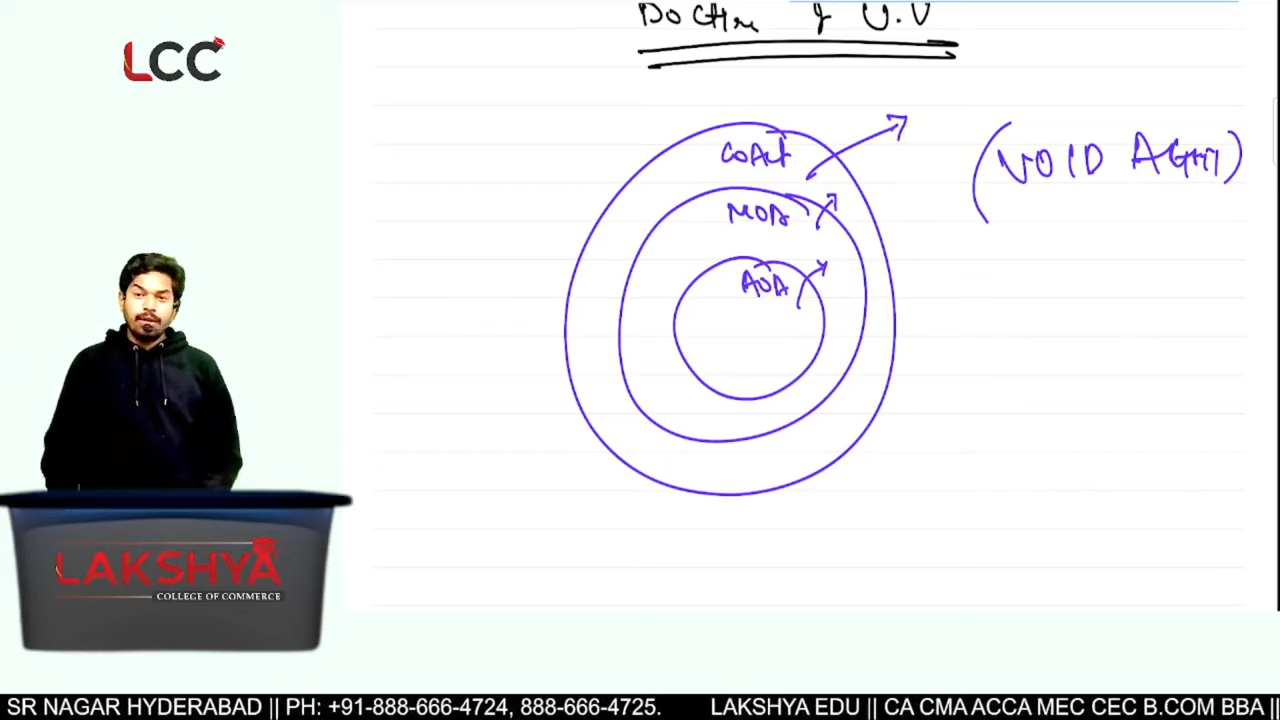 Doctrine of U.V
LCC
CoAct
(VOID AGMT)
MOA
AOA
LAKSHYA
COLLEGE OF COMMERCE
SR NAGAR HYDERABAD || PH: +91-888-666-4724, 888-666-4725. LAKSHYA EDU || CA CMA ACCA MEC CEC B.COM BBA ||